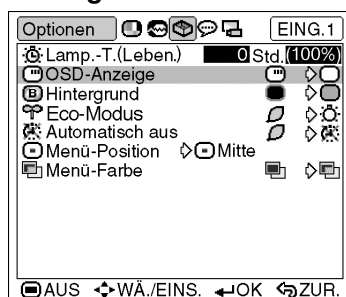 Optionen EING.1
Lamp.-T.(Leben.) 0 Std.(100%)
OSD-Anzeige
B Hintergrund
Eco-Modus
Automatisch aus
Menü-Position Mitte
Menü-Farbe
AUS WÄ./EINS. OK ZUR.